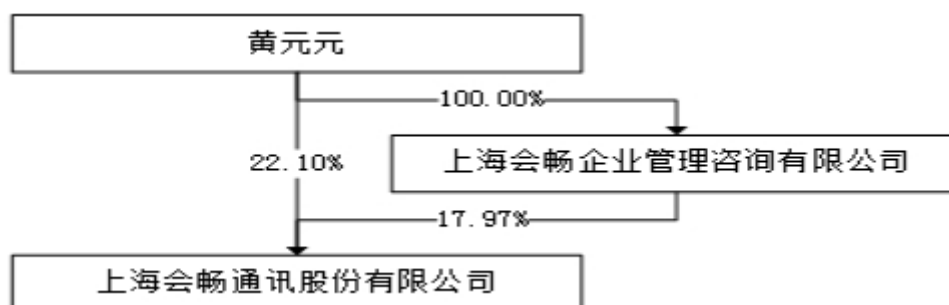 黄元元
100.00%
22.10%
上海会畅企业管理咨询有限公司
17.97%
上海会畅通讯股份有限公司